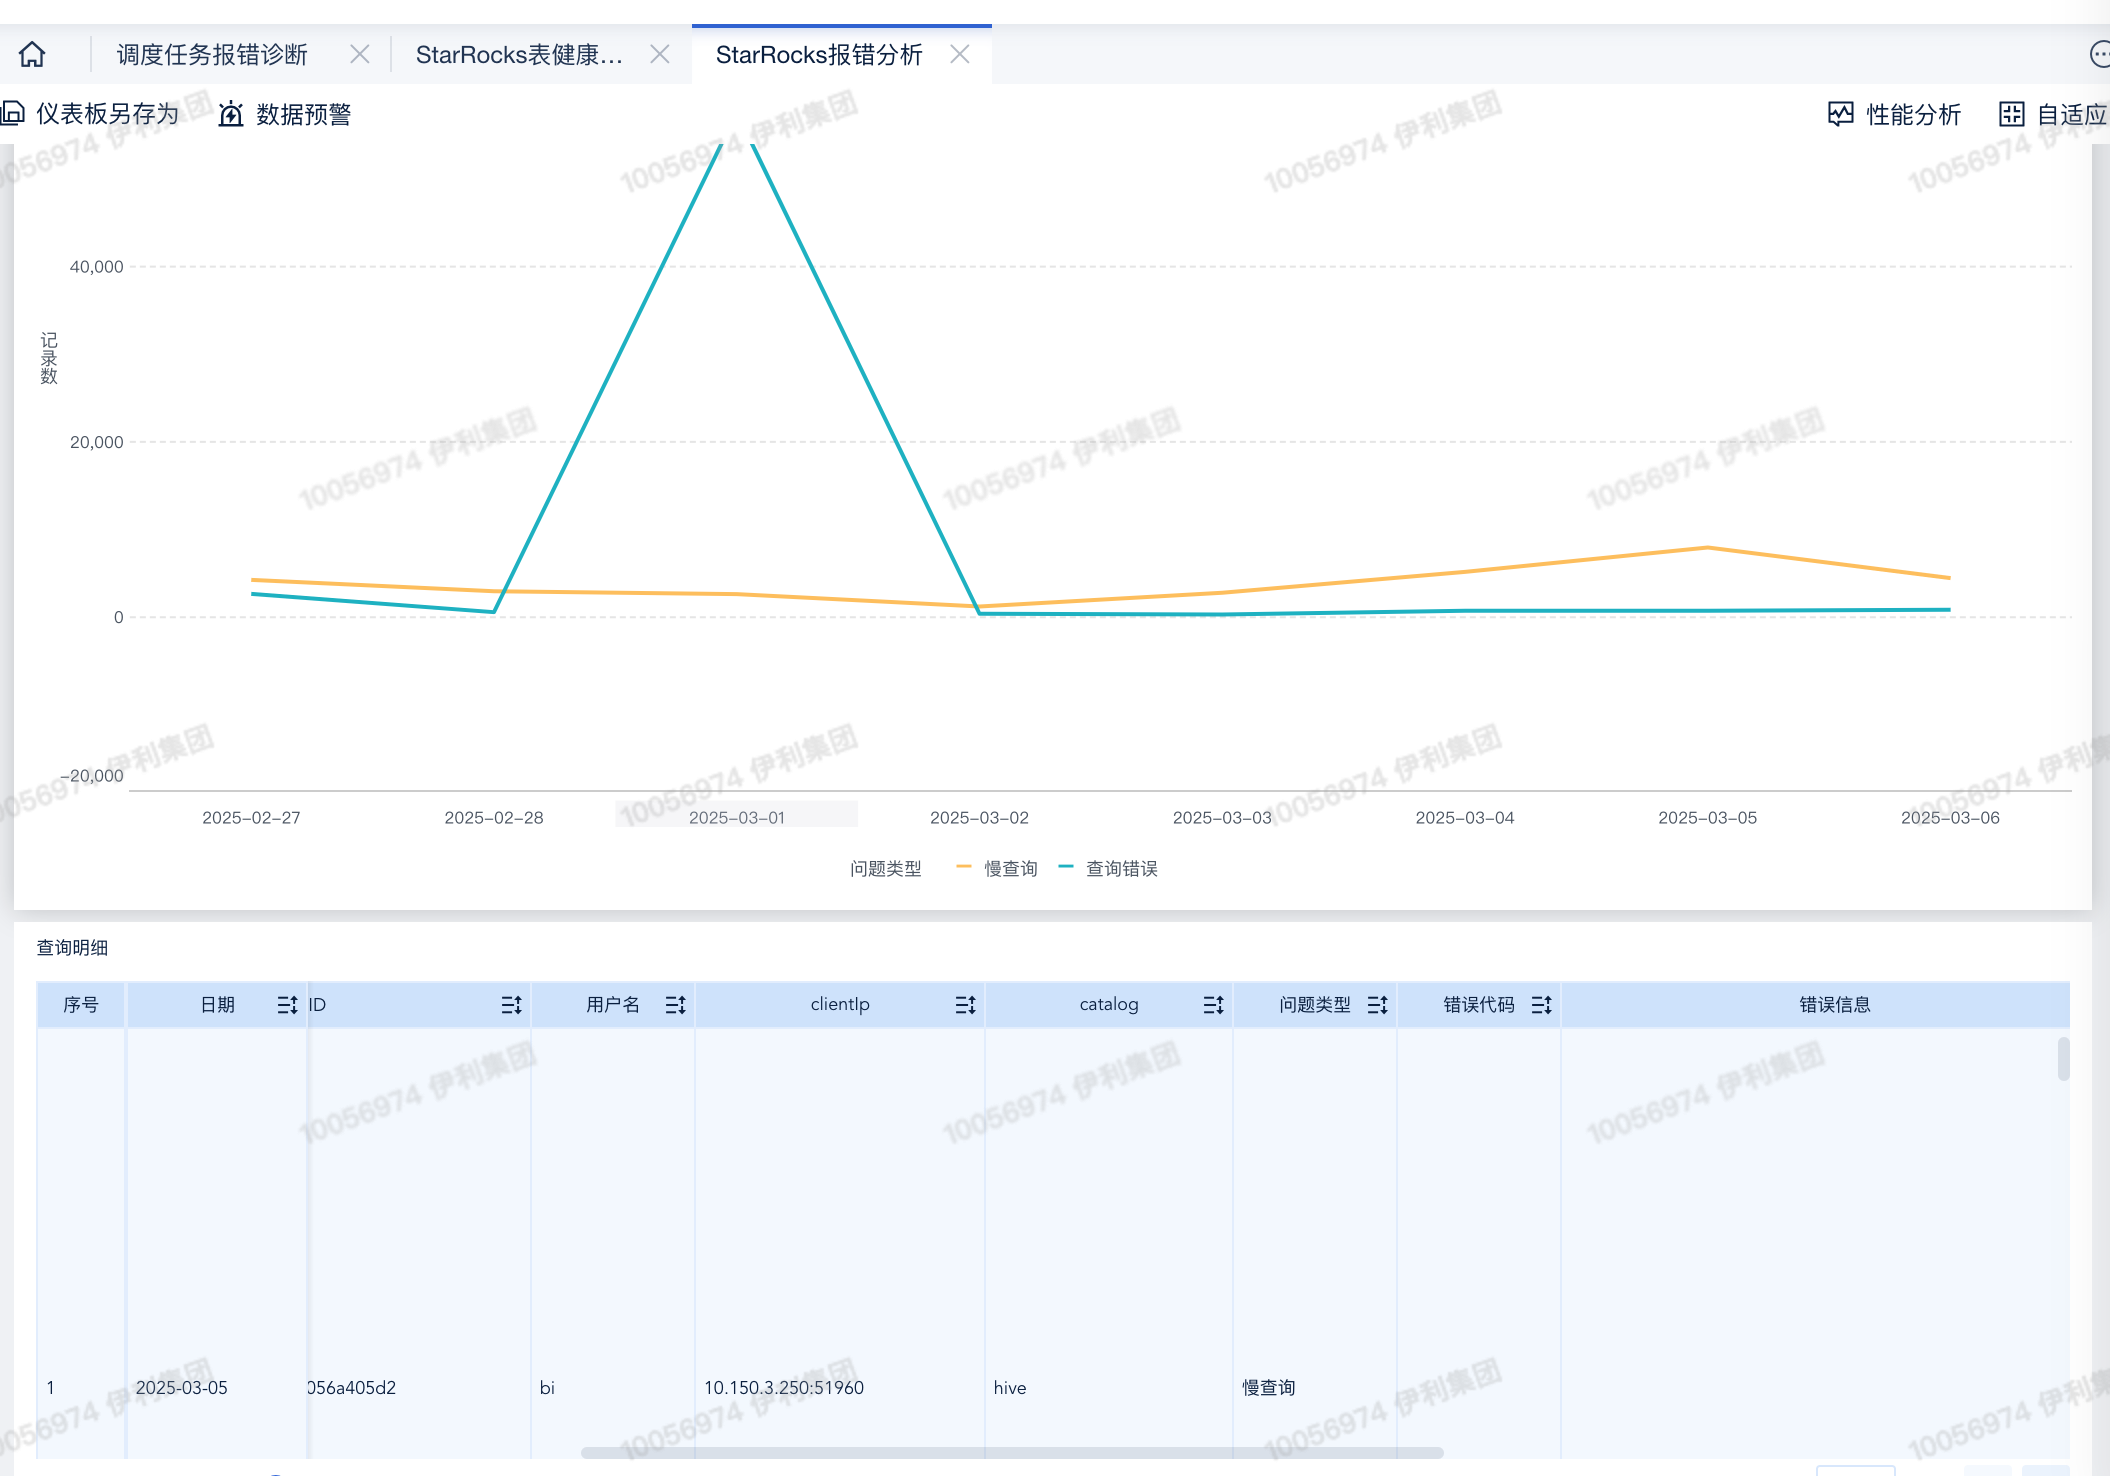 调度任务报错诊断
StarRocks表健康...
StarRocks报错分析
仪表板另存为
数据预警
性能分析
自适应
40,000
20,000
0
-20,000
记录数
2025-02-27
2025-02-28
2025-03-01
2025-03-02
2025-03-03
2025-03-04
2025-03-05
2025-03-06
问题类型
慢查询
查询错误
查询明细
序号 日期 ID 用户名 clientIp catalog 问题类型 错误代码 错误信息
1 2025-03-05 056a405d2 bi 10.150.3.250:51960 hive 慢查询
10056974 伊利集团